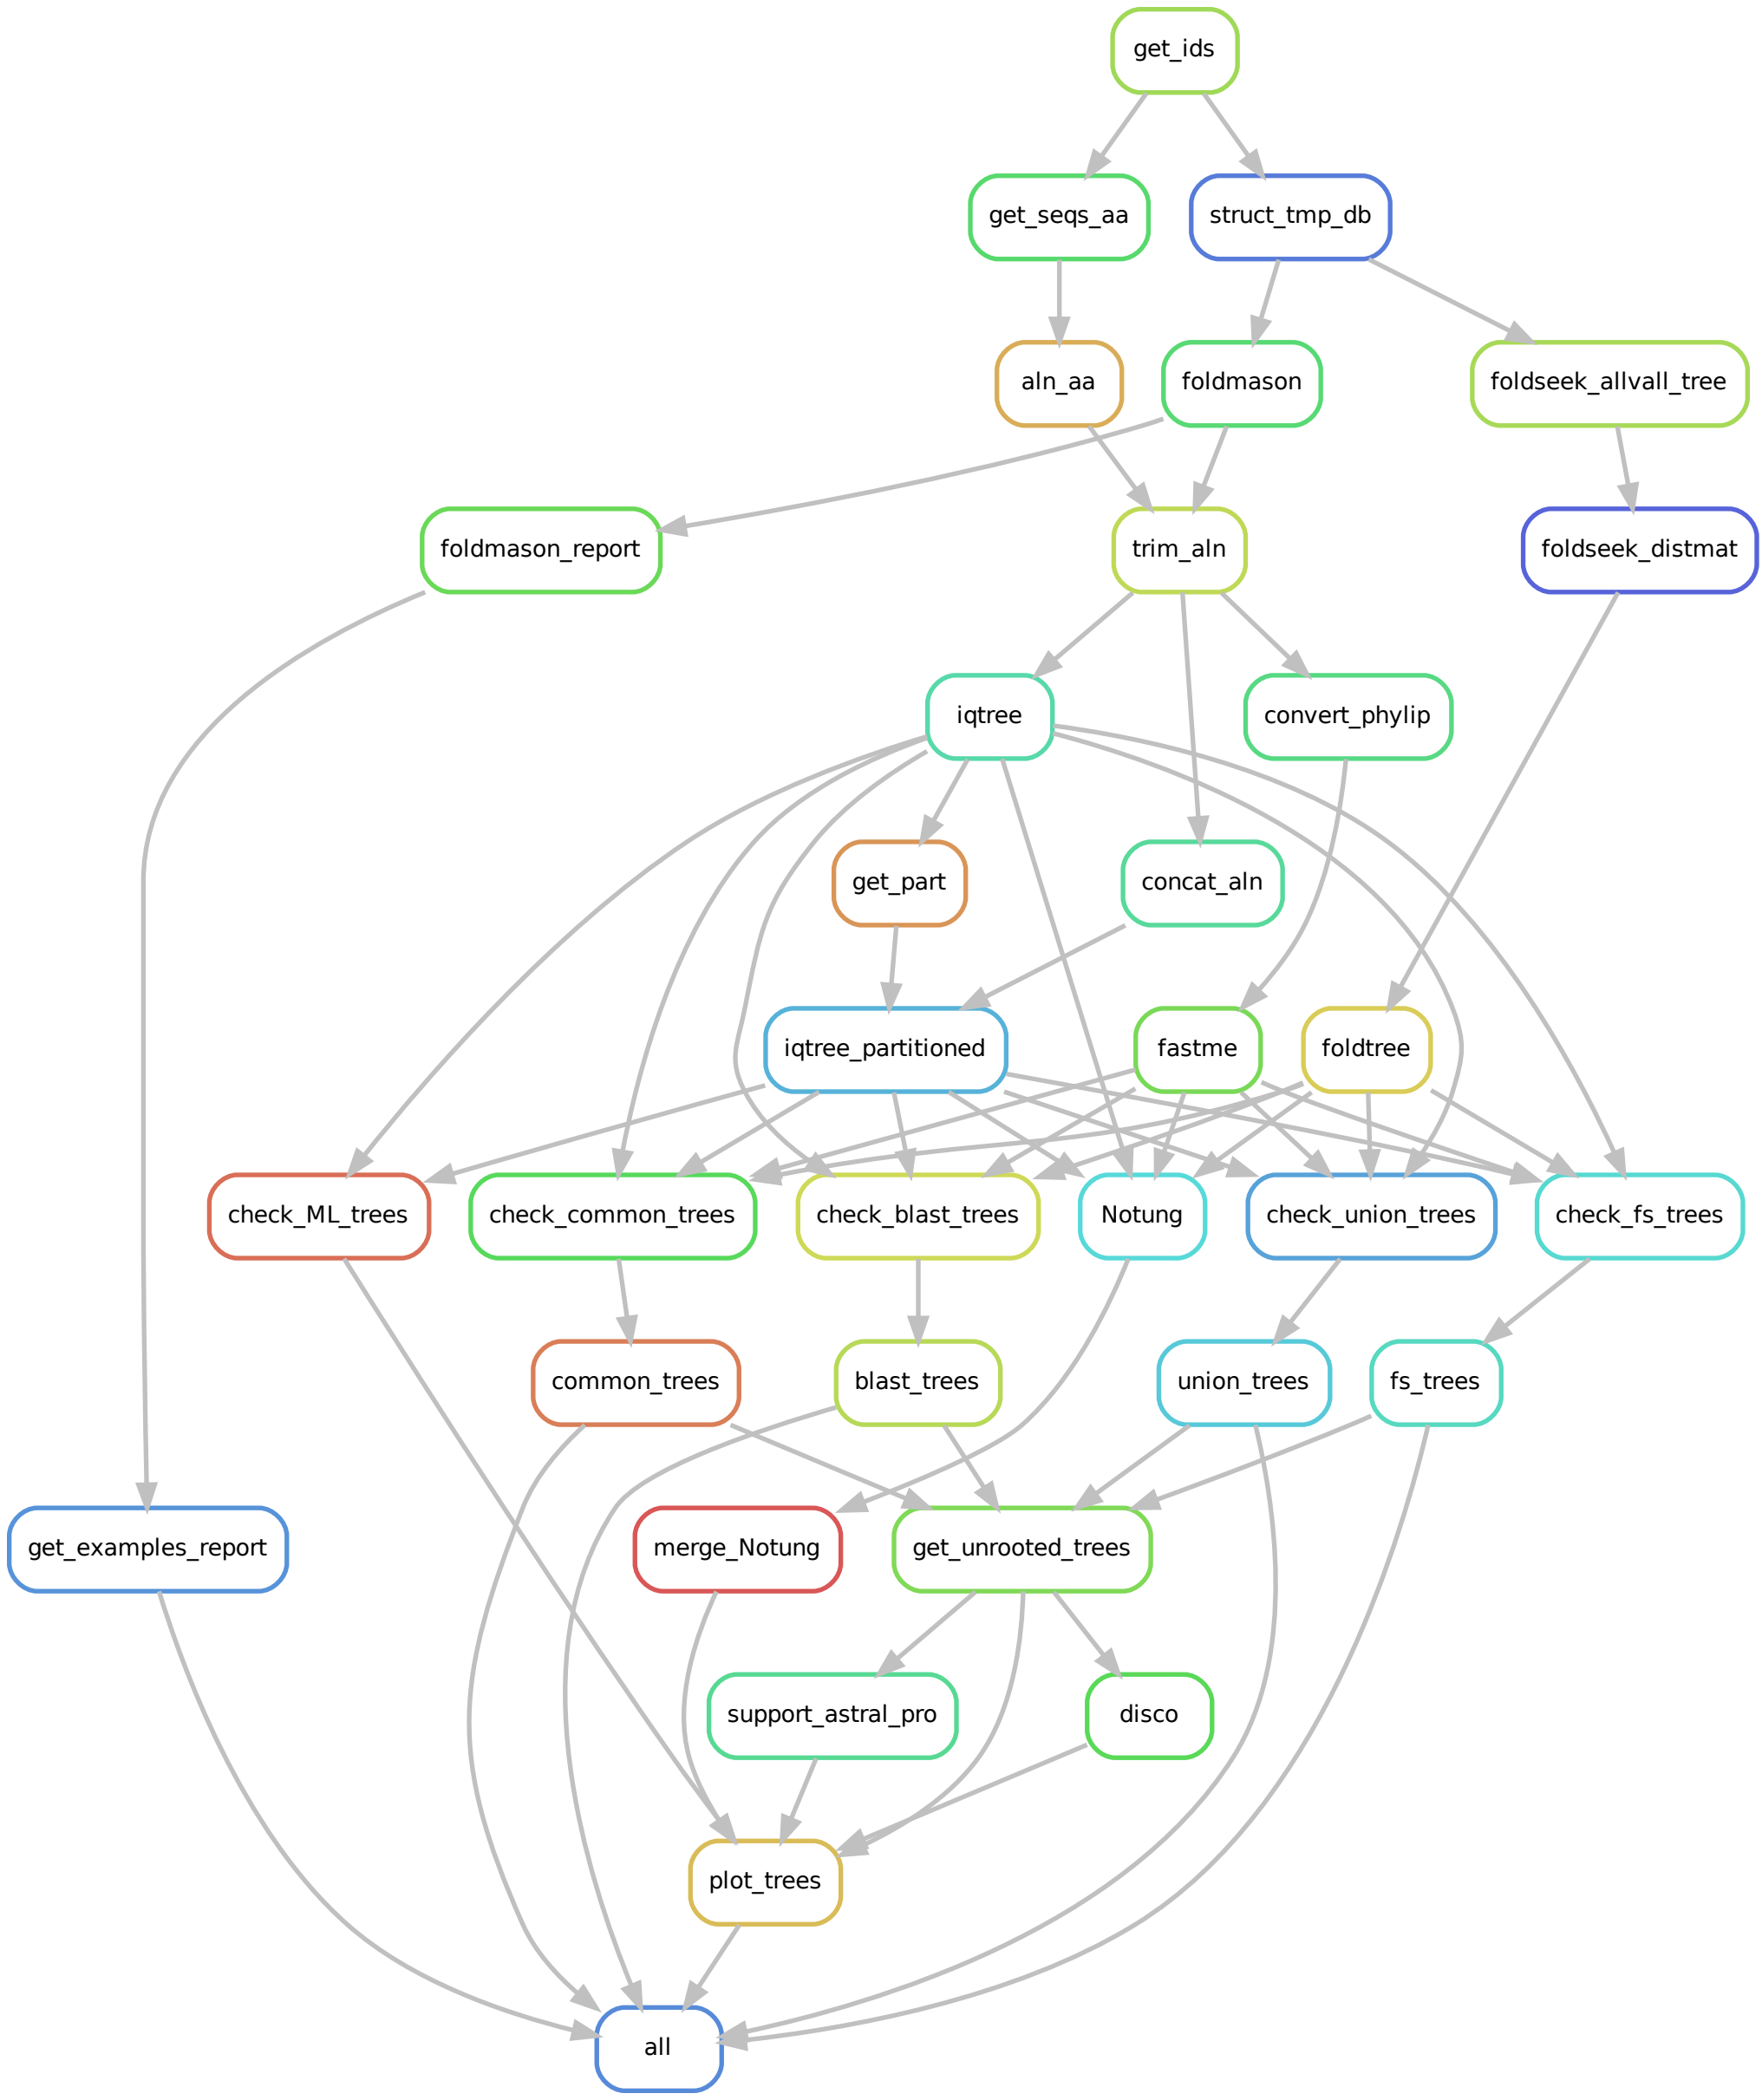 get_ids
get_seqs_aa
struct_tmp_db
aln_aa
foldmason
foldseek_allvall_tree
foldmason_report
trim_aln
foldseek_distmat
iqtree
convert_phylip
get_part
concat_aln
iqtree_partitioned
fastme
foldtree
check_ML_trees
check_common_trees
check_blast_trees
Notung
check_union_trees
check_fs_trees
common_trees
blast_trees
union_trees
fs_trees
get_examples_report
merge_Notung
get_unrooted_trees
support_astral_pro
disco
plot_trees
all